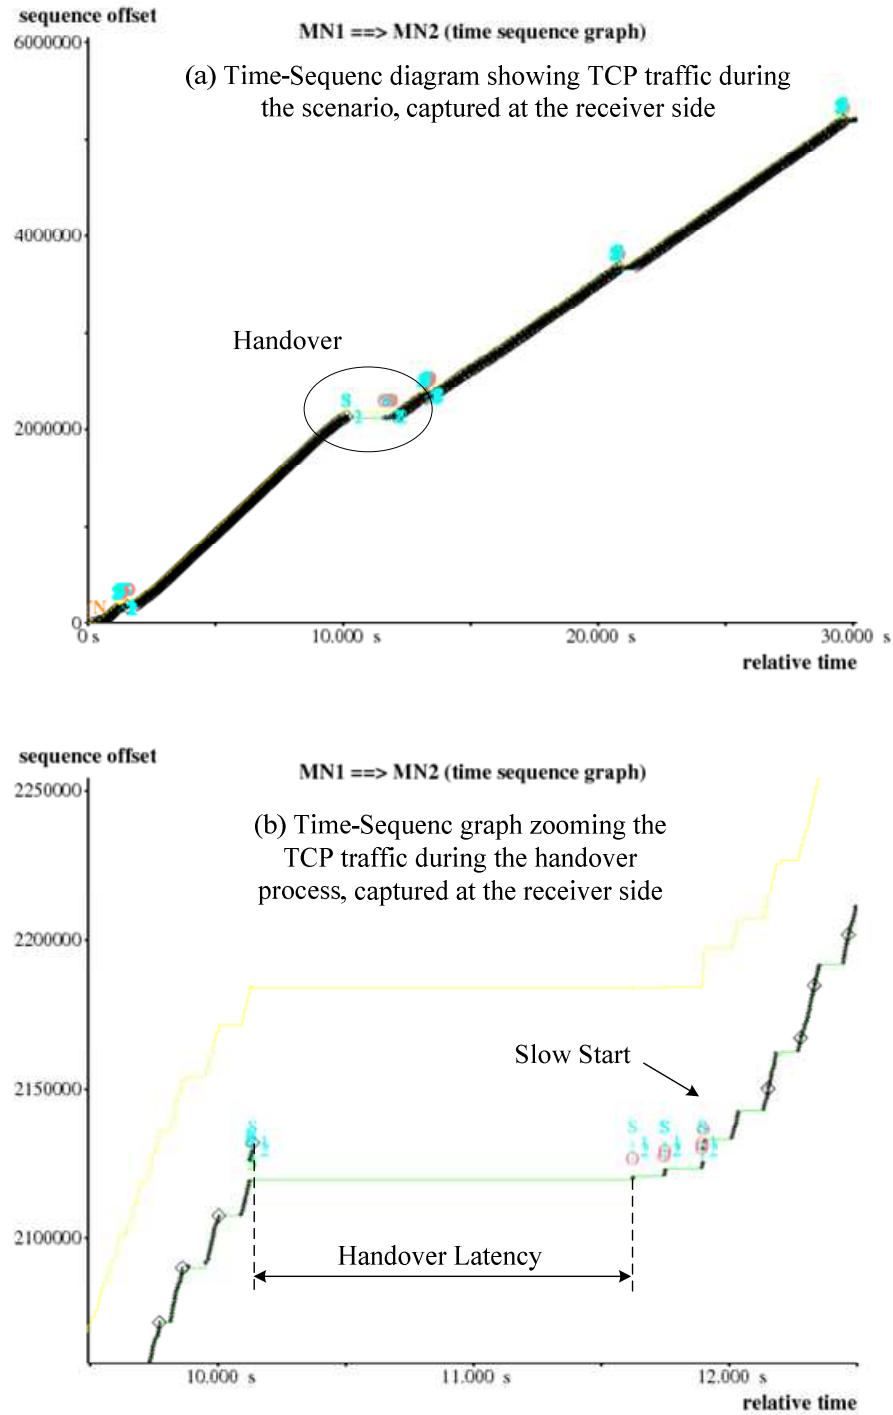 sequence offset
MN1 ==> MN2 (time sequence graph)
6000000
(a) Time-Sequenc diagram showing TCP traffic during
the scenario, captured at the receiver side
S
4000000
S
Handover
S
2
2000000
N
0
0 s
10.000 s
20.000 s
30.000 s
relative time
sequence offset
MN1 ==> MN2 (time sequence graph)
2250000
(b) Time-Sequenc graph zooming the
TCP traffic during the handover
process, captured at the receiver side
2200000
Slow Start
2150000
S
S
S
S
O
2100000
Handover Latency
10.000 s
11.000 s
12.000 s
relative time